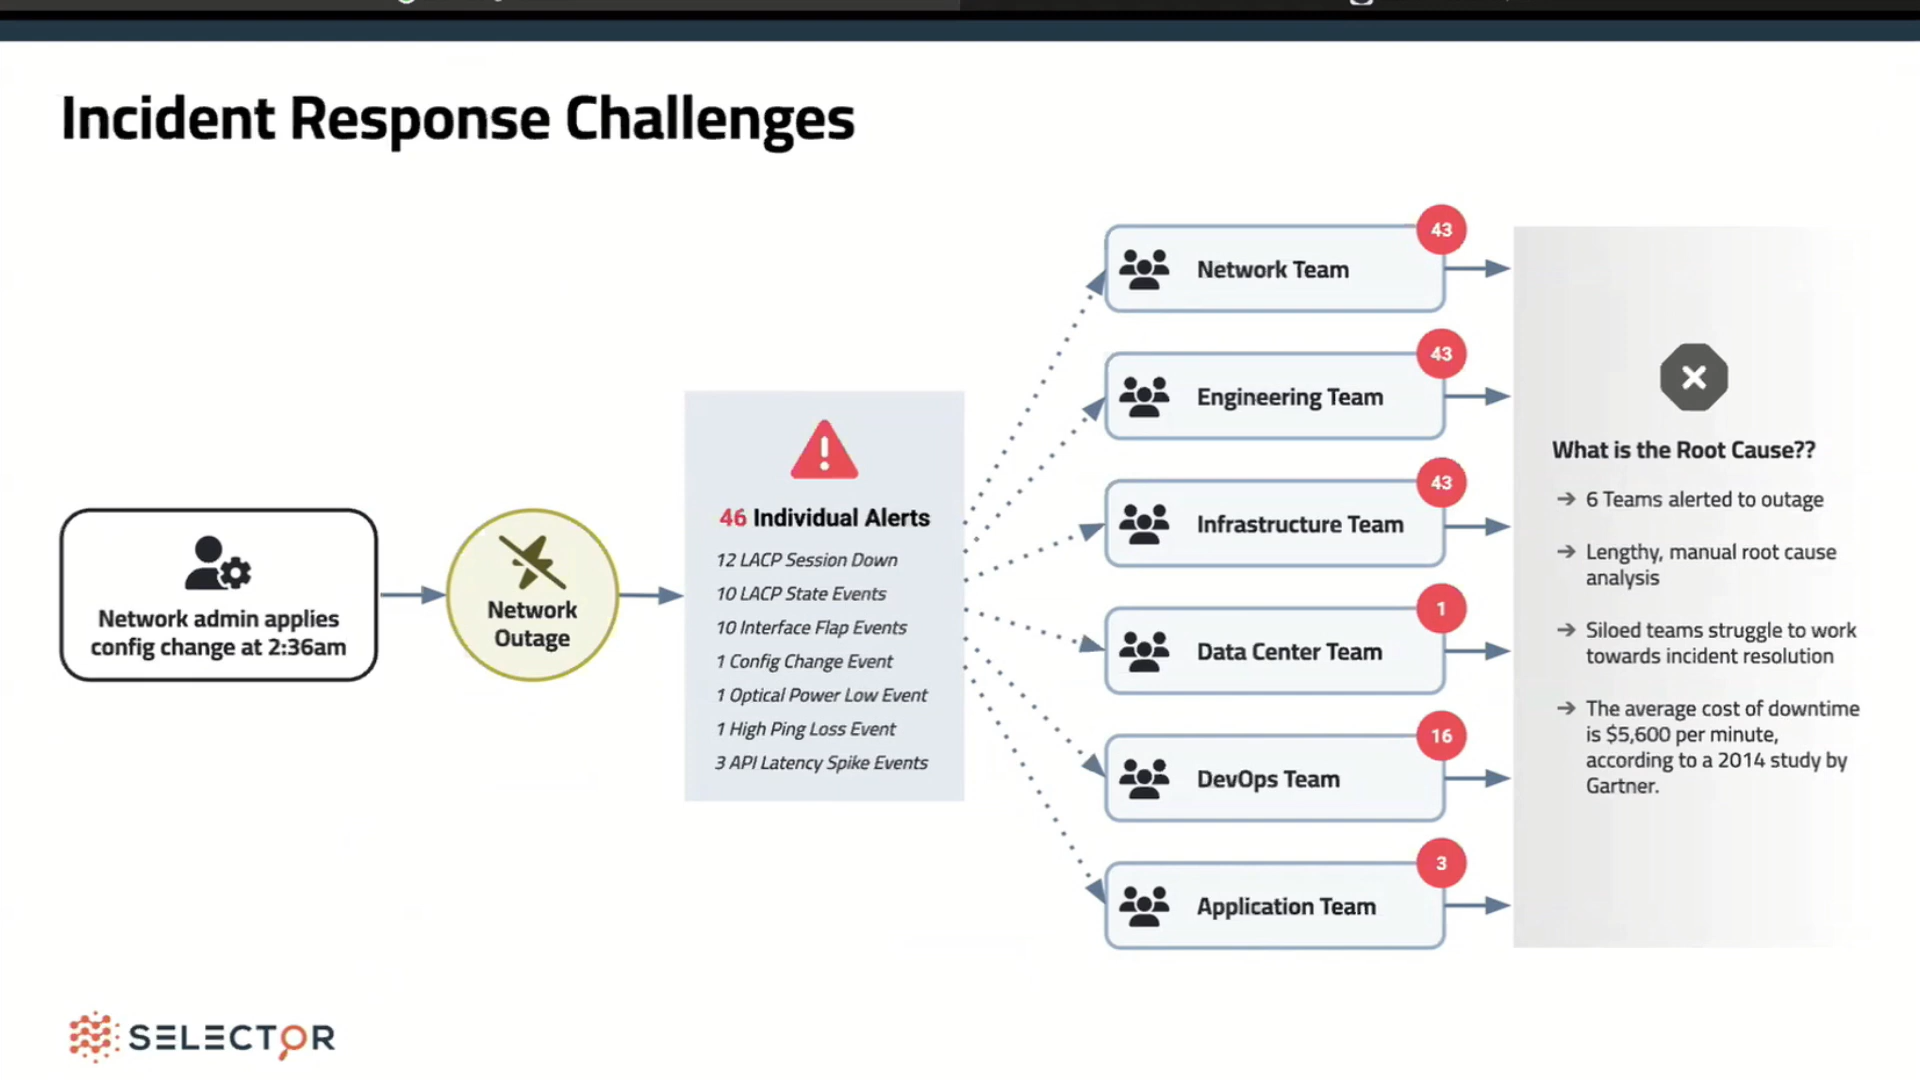 Incident Response Challenges
Network admin applies
config change at 2:36am
Network
Outage
46 Individual Alerts
12 LACP Session Down
10 LACP State Events
10 Interface Flap Events
1 Config Change Event
1 Optical Power Low Event
1 High Ping Loss Event
3 API Latency Spike Events
43
Network Team
43
Engineering Team
43
Infrastructure Team
1
Data Center Team
16
DevOps Team
3
Application Team
What is the Root Cause??
→ 6 Teams alerted to outage
→ Lengthy, manual root cause
analysis
→ Siloed teams struggle to work
towards incident resolution
→ The average cost of downtime
is $5,600 per minute,
according to a 2014 study by
Gartner.
SELECTOR